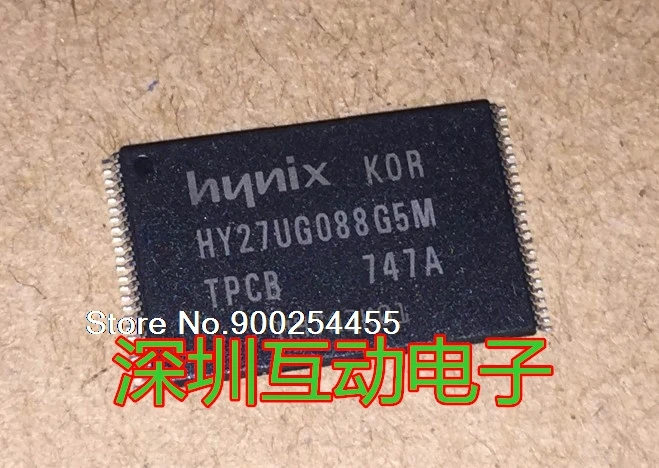 hynix KOR
HY27UG088G5M
TPCB 747A
Store No.900254455
深圳互动电子